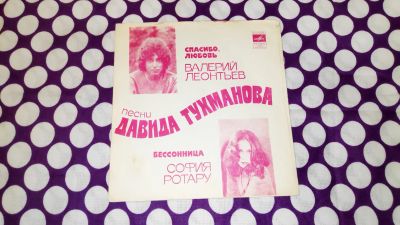 СПАСИБО,
ЛЮБОВЬ
ВАЛЕРИЙ
ЛЕОНТЬЕВ
песни
ДАВИДА ТУХМАНОВА
БЕССОННИЦА
СОФИЯ
РОТАРУ